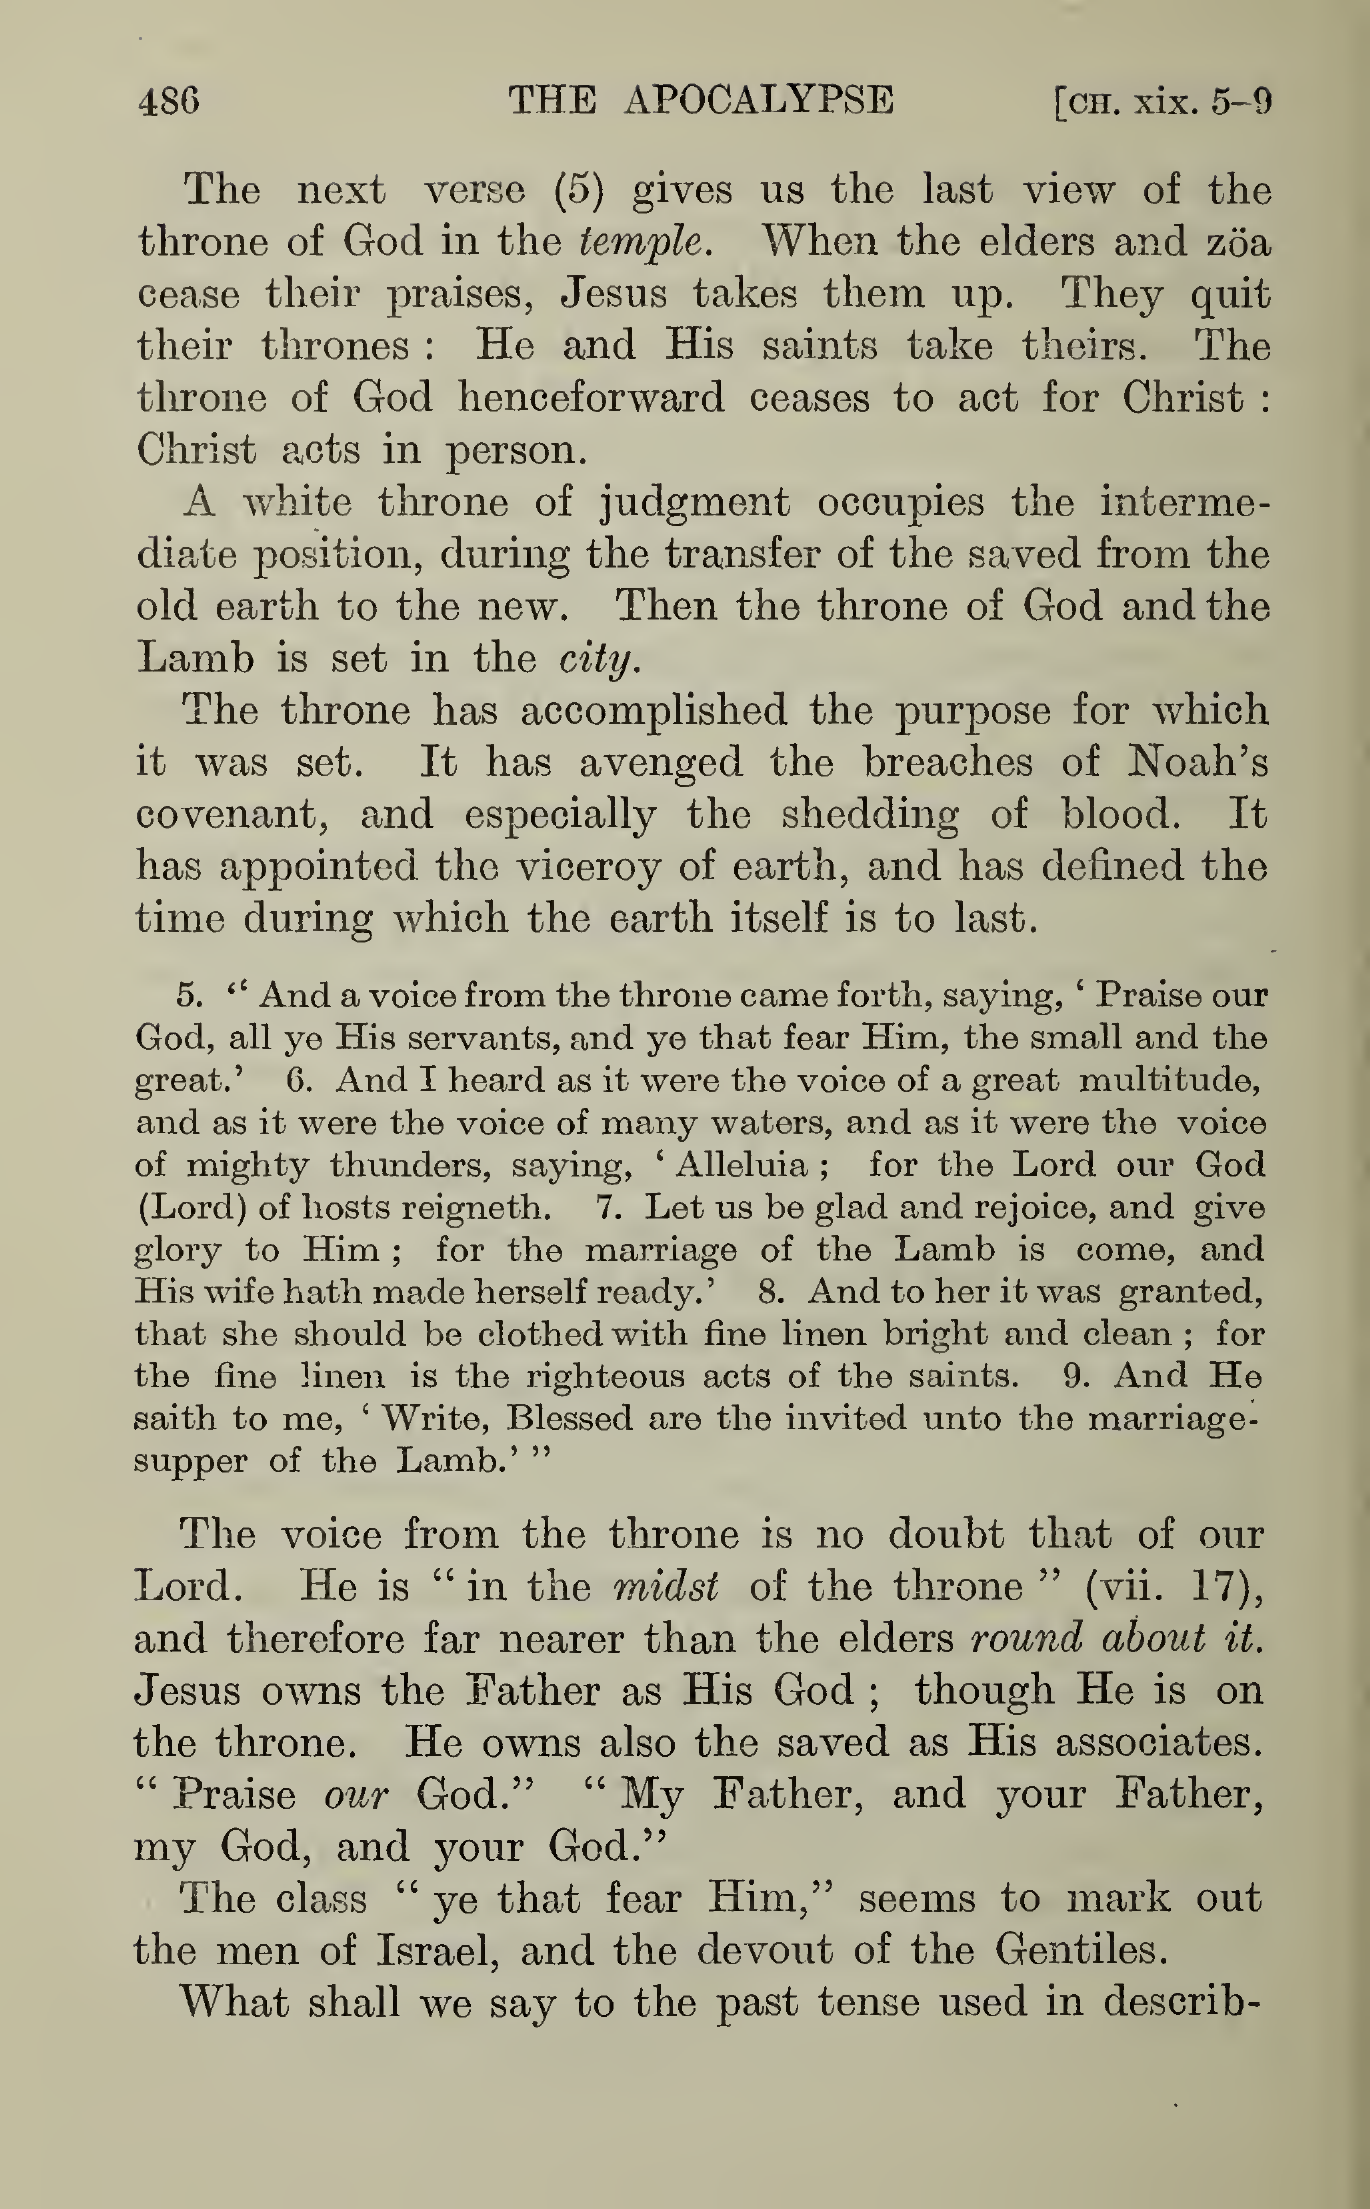 486 THE APOCALYPSE [CH. xix. 5–9
The next verse (5) gives us the last view of the
throne of God in the temple. When the elders and zöa
cease their praises, Jesus takes them up. They quit
their thrones : He and His saints take theirs. The
throne of God henceforward ceases to act for Christ :
Christ acts in person.
A white throne of judgment occupies the interme-
diate position, during the transfer of the saved from the
old earth to the new. Then the throne of God and the
Lamb is set in the city.
The throne has accomplished the purpose for which
it was set. It has avenged the breaches of Noah's
covenant, and especially the shedding of blood. It
has appointed the viceroy of earth, and has defined the
time during which the earth itself is to last.
5. “ And a voice from the throne came forth, saying, ‘ Praise our
God, all ye His servants, and ye that fear Him, the small and the
great.’ 6. And I heard as it were the voice of a great multitude,
and as it were the voice of many waters, and as it were the voice
of mighty thunders, saying, ‘ Alleluia ; for the Lord our God
(Lord) of hosts reigneth. 7. Let us be glad and rejoice, and give
glory to Him ; for the marriage of the Lamb is come, and
His wife hath made herself ready.’ 8. And to her it was granted,
that she should be clothed with fine linen bright and clean ; for
the fine linen is the righteous acts of the saints. 9. And He
saith to me, ‘ Write, Blessed are the invited unto the marriage-
supper of the Lamb.’ ”
The voice from the throne is no doubt that of our
Lord. He is “ in the midst of the throne ” (vii. 17),
and therefore far nearer than the elders round about it.
Jesus owns the Father as His God ; though He is on
the throne. He owns also the saved as His associates.
“ Praise our God.” “ My Father, and your Father,
my God, and your God.”
The class “ ye that fear Him,” seems to mark out
the men of Israel, and the devout of the Gentiles.
What shall we say to the past tense used in describ-